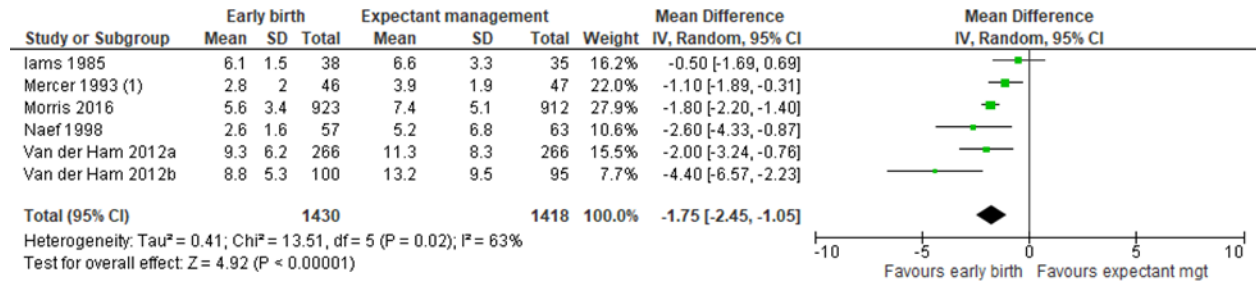 Early birth Expectant management Mean Difference Mean Difference
Study or Subgroup Mean SD Total Mean SD Total Weight IV, Random, 95% CI IV, Random, 95% CI
Iams 1985 6.1 1.5 38 6.6 3.3 35 16.2% -0.50 [-1.69, 0.69]
Mercer 1993 (1) 2.8 2 46 3.9 1.9 47 22.0% -1.10 [-1.89, -0.31]
Morris 2016 5.6 3.4 923 7.4 5.1 912 27.9% -1.80 [-2.20, -1.40]
Naef 1998 2.6 1.6 57 5.2 6.8 63 10.6% -2.60 [-4.33, -0.87]
Van der Ham 2012a 9.3 6.2 266 11.3 8.3 266 15.5% -2.00 [-3.24, -0.76]
Van der Ham 2012b 8.8 5.3 100 13.2 9.5 95 7.7% -4.40 [-6.57, -2.23]
Total (95% CI) 1430 1418 100.0% -1.75 [-2.45, -1.05]
Heterogeneity: Tau² = 0.41; Chi² = 13.51, df = 5 (P = 0.02); I² = 63%
Test for overall effect: Z = 4.92 (P < 0.00001)
-10 -5 0 5 10
Favours early birth Favours expectant mgt